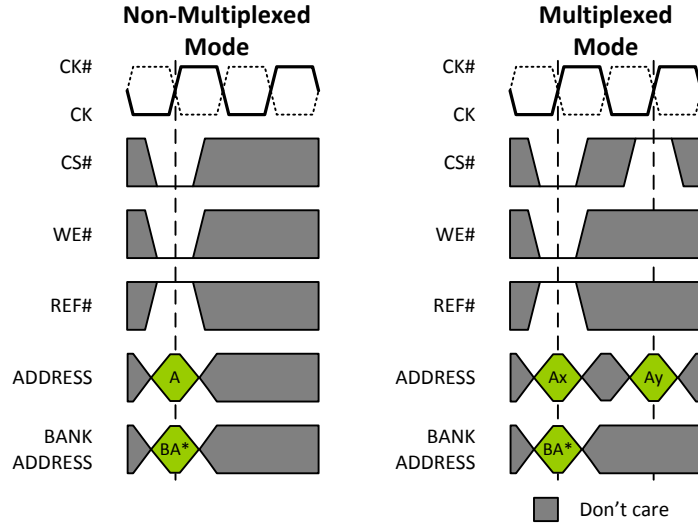 Non-Multiplexed
Mode
CK#
CK
CS#
WE#
REF#
ADDRESS
A
BANK
ADDRESS
BA*
Multiplexed
Mode
CK#
CK
CS#
WE#
REF#
ADDRESS
Ax
Ay
BANK
ADDRESS
BA*
Don't care